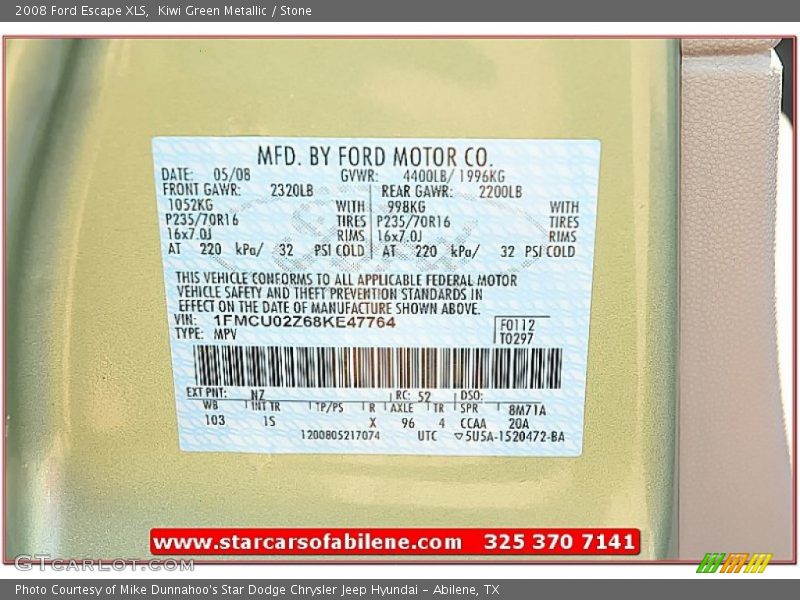 2008 Ford Escape XLS,  Kiwi Green Metallic / Stone
MFD. BY FORD MOTOR CO.
DATE: 05/08 GVWR: 4400LB/ 1996KG
FRONT GAWR: 2320LB REAR GAWR: 2200LB
1052KG WITH 998KG WITH
P235/70R16 TIRES P235/70R16 TIRES
16x7.0J RIMS 16x7.0J RIMS
AT 220 kPa/ 32 PSI COLD AT 220 kPa/ 32 PSI COLD
THIS VEHICLE CONFORMS TO ALL APPLICABLE FEDERAL MOTOR
VEHICLE SAFETY AND THEFT PREVENTION STANDARDS IN
EFFECT ON THE DATE OF MANUFACTURE SHOWN ABOVE.
VIN: 1FMCU02Z68KE47764 F0112
TYPE: MPV T0297
EXT PNT: NZ RC: 52 DSO:
WB INT TR TP/PS R AXLE TR SPR 8M71A
103 1S X 96 4 CCAA 20A
1200805217074 UTC ▽5U5A-1520472-BA
www.starcarsofabilene.com 325 370 7141
GTCARLOT.COM
Photo Courtesy of Mike Dunnahoo's Star Dodge Chrysler Jeep Hyundai - Abilene, TX